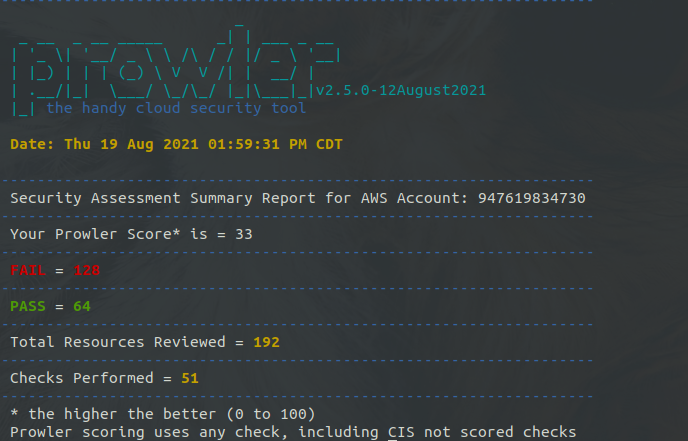 prowler
v2.5.0-12August2021
the handy cloud security tool
Date: Thu 19 Aug 2021 01:59:31 PM CDT
Security Assessment Summary Report for AWS Account: 947619834730
Your Prowler Score* is = 33
FAIL = 128
PASS = 64
Total Resources Reviewed = 192
Checks Performed = 51
* the higher the better (0 to 100)
Prowler scoring uses any check, including CIS not scored checks